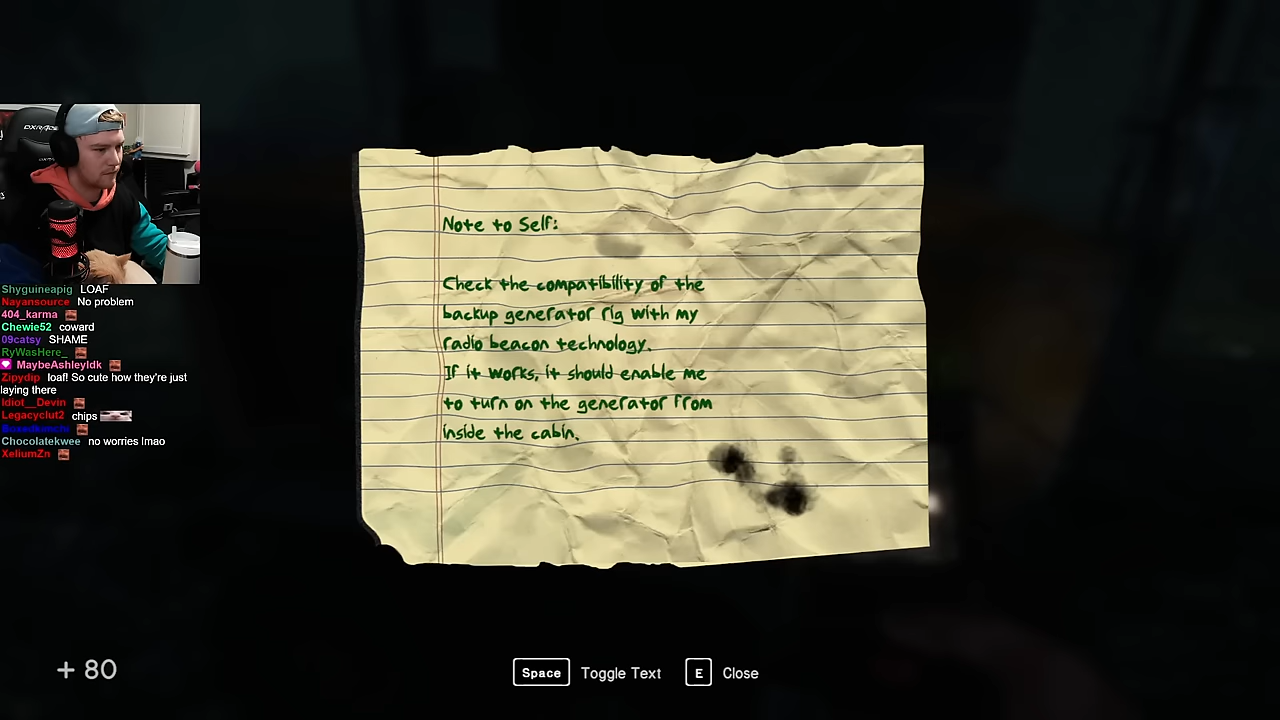 DXRACER
Shyguineapig LOAF
Nayansource No problem
404_karma
Chewie52 coward
09catsy SHAME
RyWasHere_
MaybeAshleyIdk
Zipydip loaf! So cute how they're just
laying there
Idiot__Devin
Legacyclut2 chips
Chocolatekwee no worries lmao
XeliumZn
Note to Self:
Check the compatibility of the
backup generator rig with my
radio beacon technology.
If it works, it should enable me
to turn on the generator from
inside the cabin.
+ 80
Space Toggle Text E Close